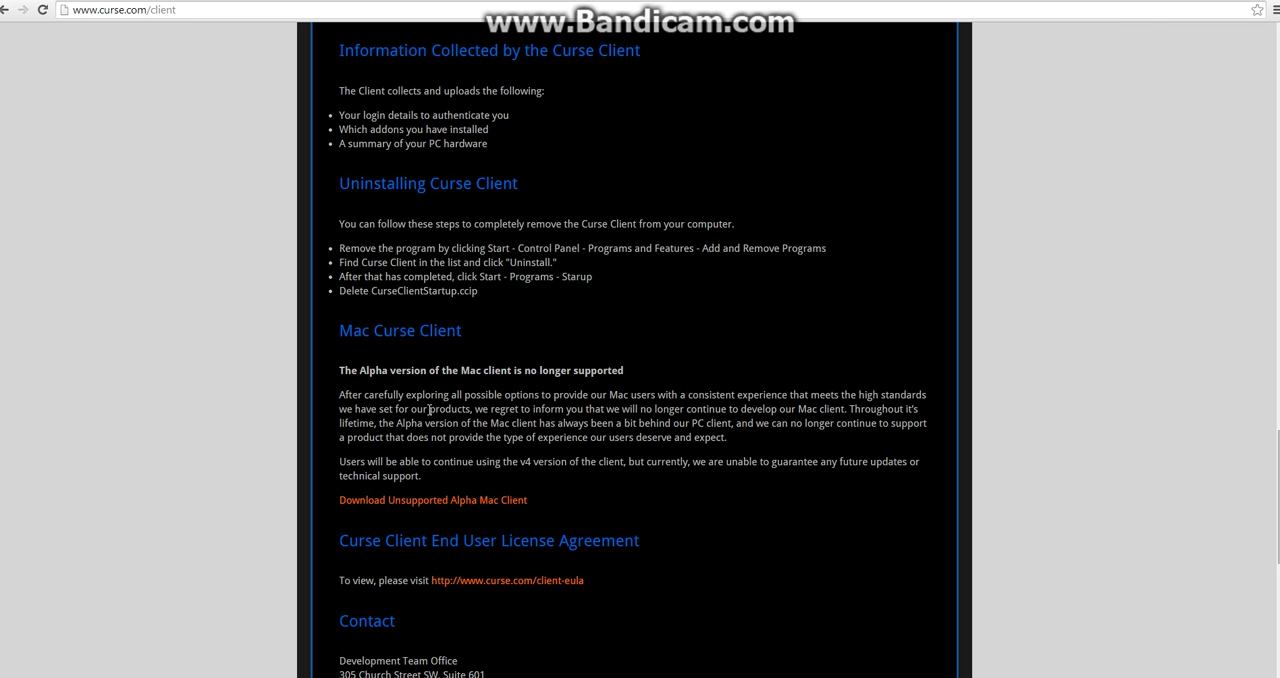 www.curse.com/client
www.Bandicam.com
Information Collected by the Curse Client
The Client collects and uploads the following:
Your login details to authenticate you
Which addons you have installed
A summary of your PC hardware
Uninstalling Curse Client
You can follow these steps to completely remove the Curse Client from your computer.
Remove the program by clicking Start - Control Panel - Programs and Features - Add and Remove Programs
Find Curse Client in the list and click "Uninstall."
After that has completed, click Start - Programs - Starup
Delete CurseClientStartup.ccip
Mac Curse Client
The Alpha version of the Mac client is no longer supported
After carefully exploring all possible options to provide our Mac users with a consistent experience that meets the high standards
we have set for our products, we regret to inform you that we will no longer continue to develop our Mac client. Throughout it's
lifetime, the Alpha version of the Mac client has always been a bit behind our PC client, and we can no longer continue to support
a product that does not provide the type of experience our users deserve and expect.
Users will be able to continue using the v4 version of the client, but currently, we are unable to guarantee any future updates or
technical support.
Download Unsupported Alpha Mac Client
Curse Client End User License Agreement
To view, please visit http://www.curse.com/client-eula
Contact
Development Team Office
305 Church Street SW, Suite 601